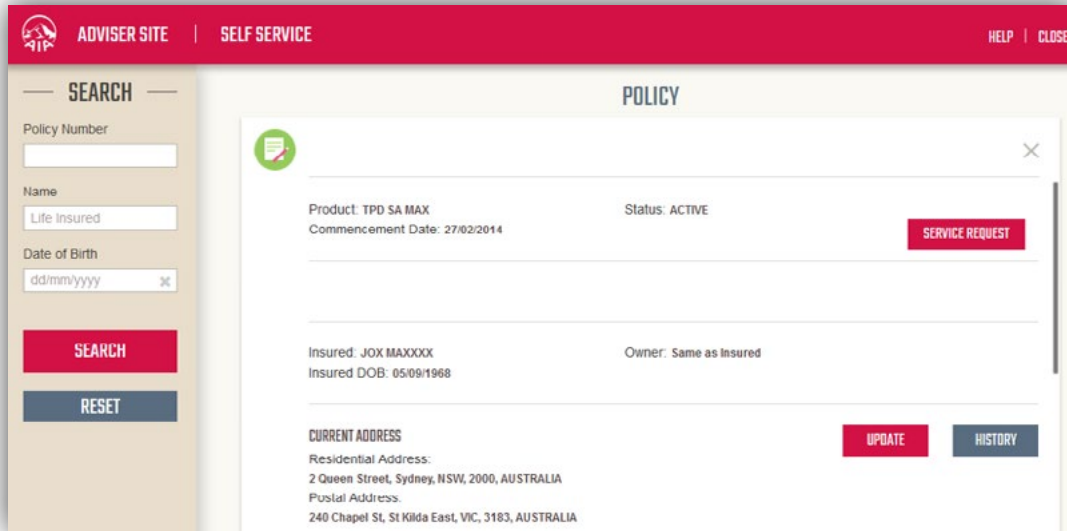 AIA
ADVISER SITE | SELF SERVICE
HELP | CLOSE
SEARCH
Policy Number
Name
Life Insured
Date of Birth
dd/mm/yyyy
SEARCH
RESET
POLICY
Product: TPD SA MAX
Status: ACTIVE
Commencement Date: 27/02/2014
SERVICE REQUEST
Insured: JOX MAXXXX
Owner: Same as Insured
Insured DOB: 05/09/1968
CURRENT ADDRESS
UPDATE
HISTORY
Residential Address:
2 Queen Street, Sydney, NSW, 2000, AUSTRALIA
Postal Address:
240 Chapel St, St Kilda East, VIC, 3183, AUSTRALIA